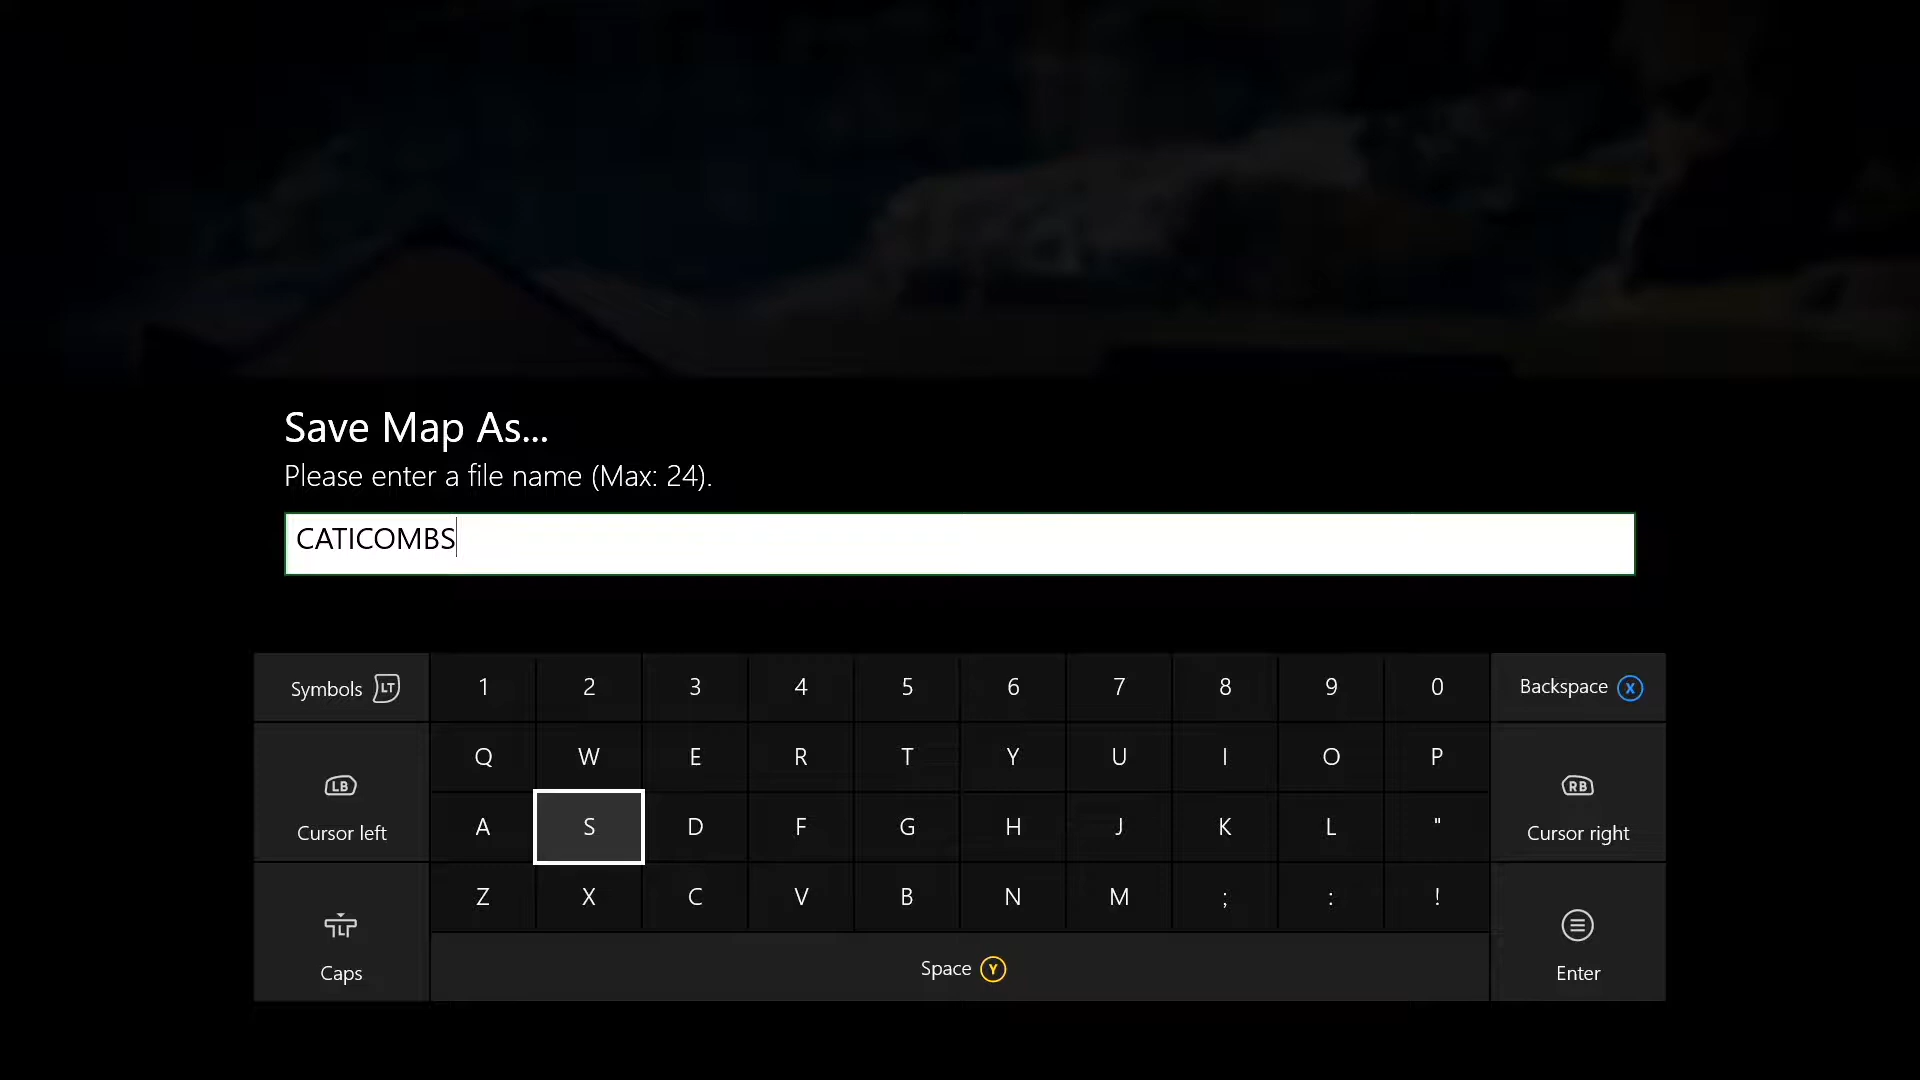 Save Map As...
Please enter a file name (Max: 24).
CATICOMBS
Symbols LT 1 2 3 4 5 6 7 8 9 0 Backspace X
Q W E R T Y U I O P
LB RB
Cursor left A S D F G H J K L " Cursor right
Z X C V B N M ; : !
Caps Space Y Enter